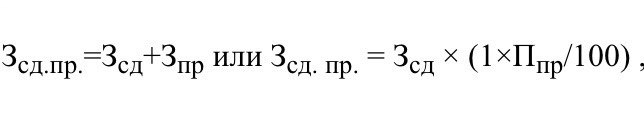 Зсд.пр.=Зсд+Зпр или Зсд. пр. = Зсд × (1×Ппр/100) ,